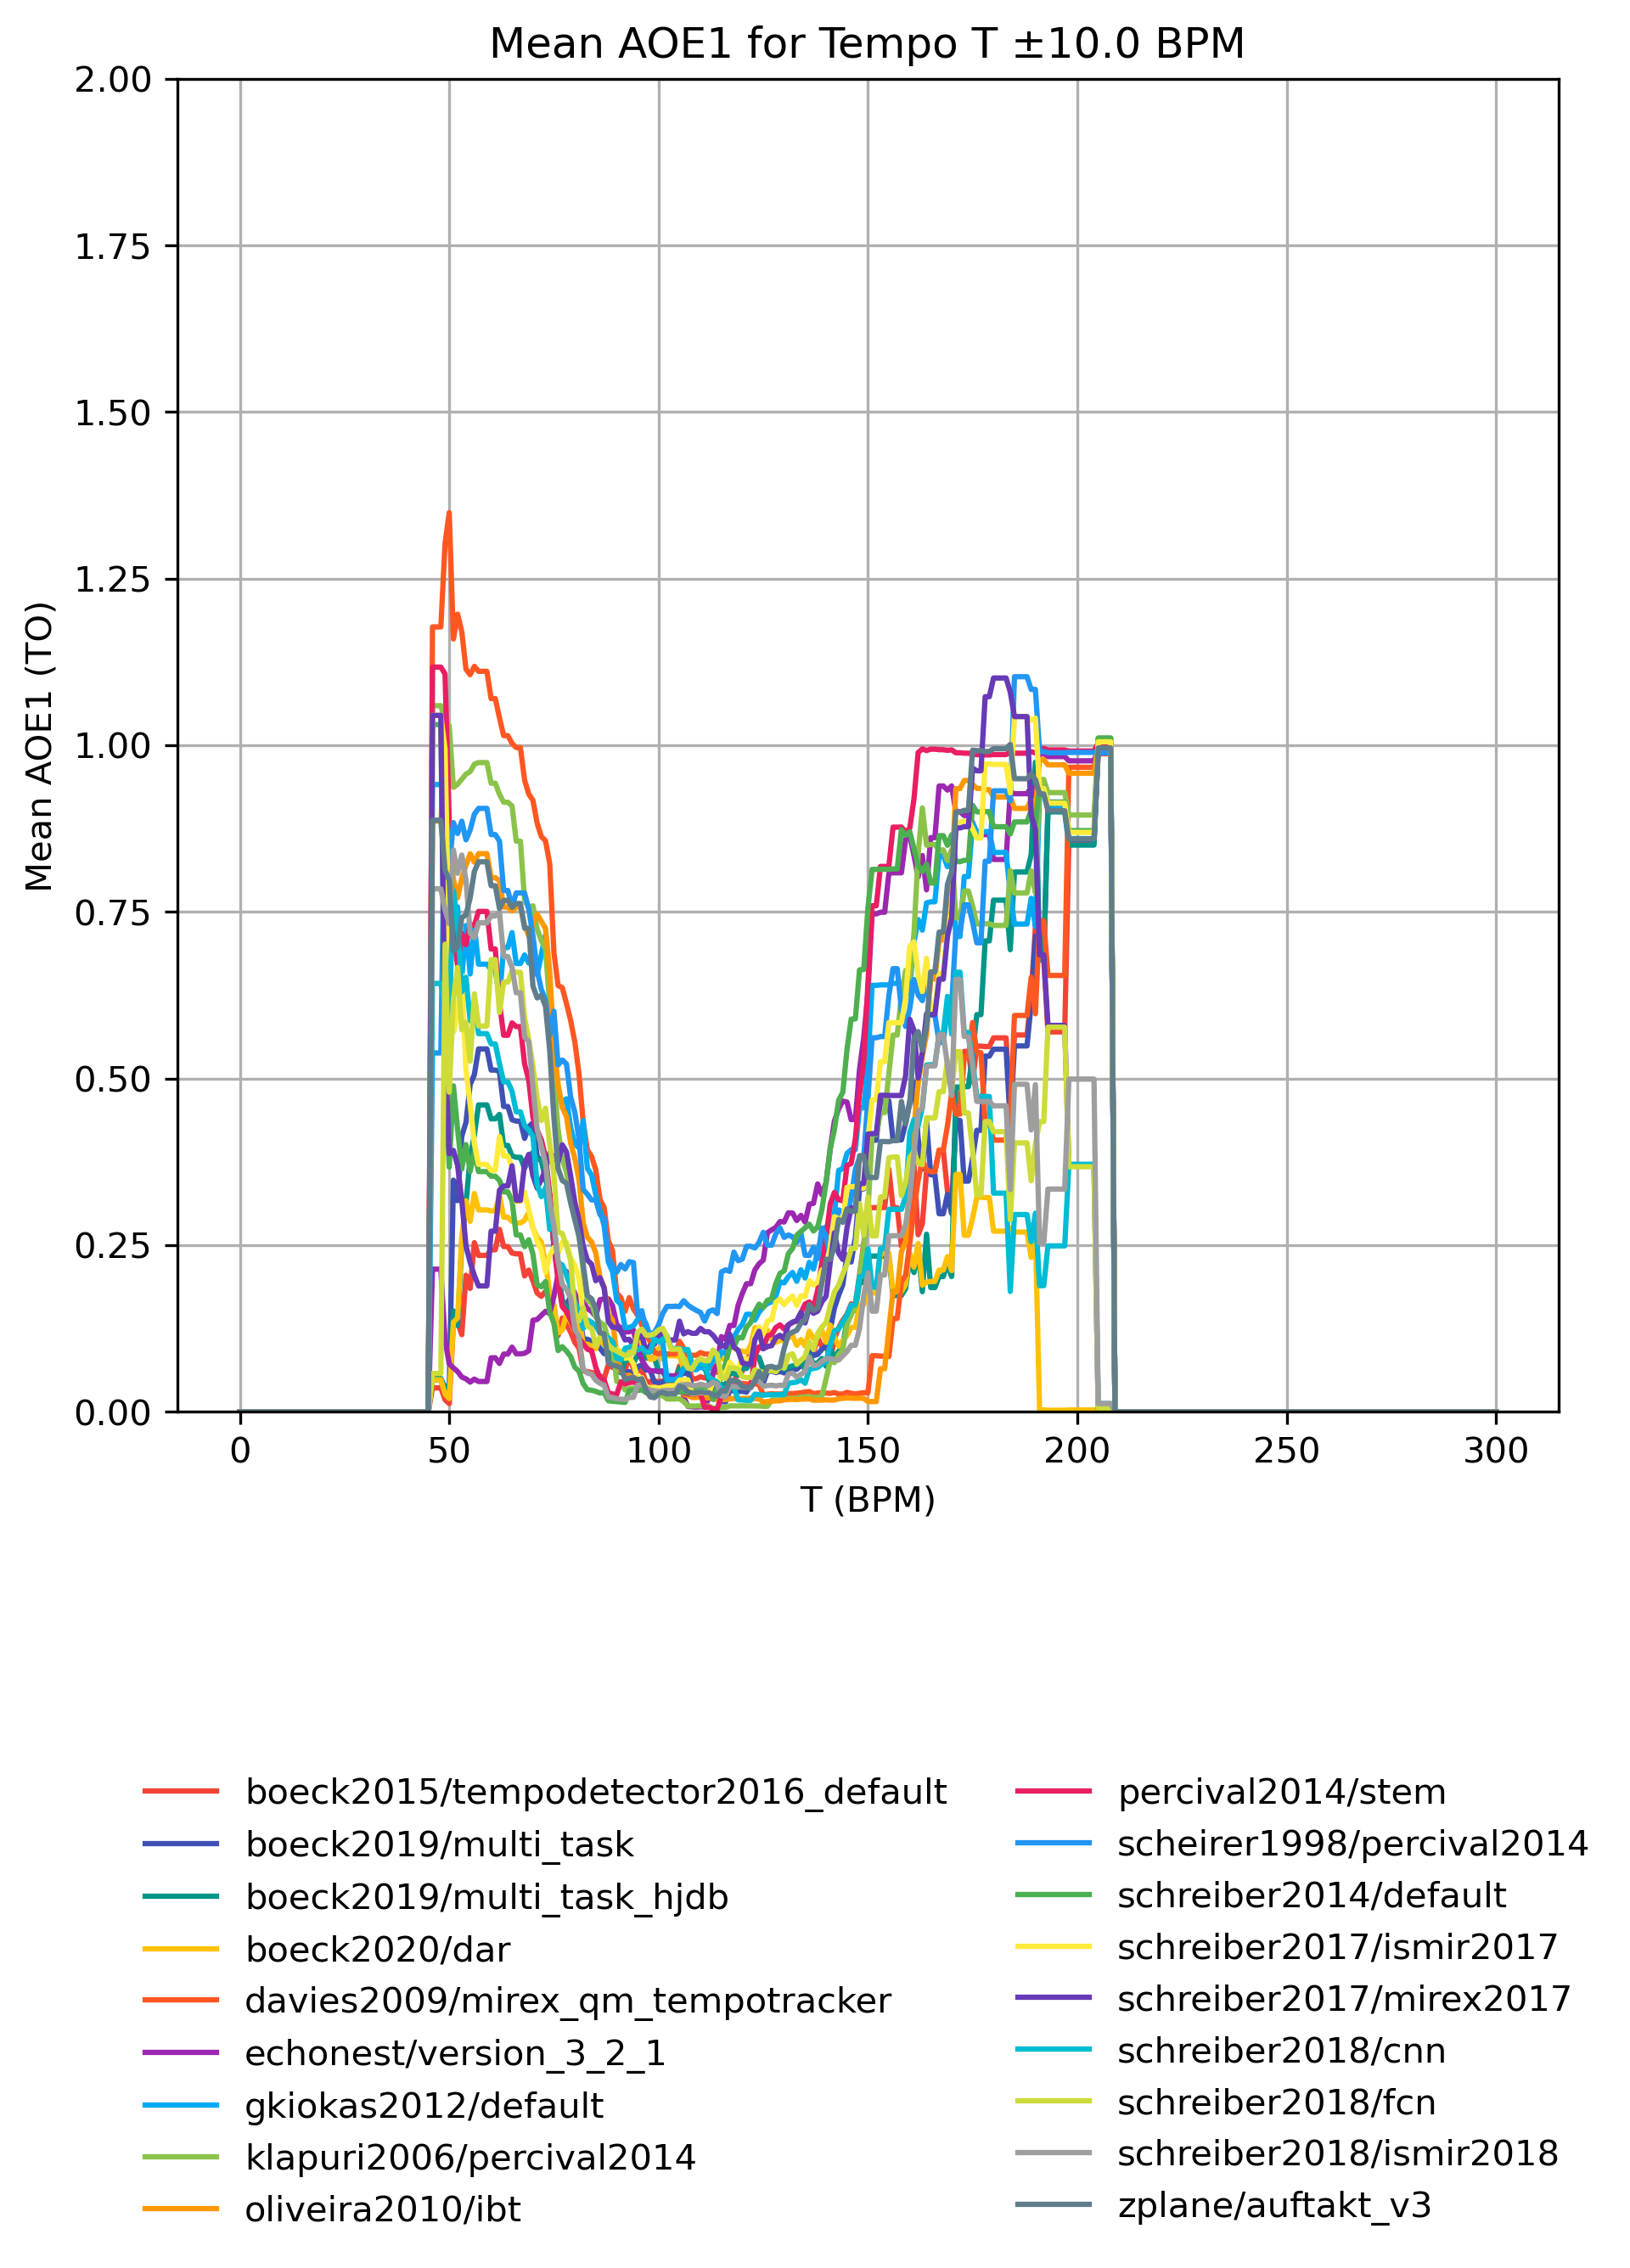 Mean AOE1 for Tempo T ±10.0 BPM
2.00
1.75
1.50
1.25
1.00
0.75
0.50
0.25
0.00
Mean AOE1 (TO)
0 50 100 150 200 250 300
T (BPM)
boeck2015/tempodetector2016_default
boeck2019/multi_task
boeck2019/multi_task_hjdb
boeck2020/dar
davies2009/mirex_qm_tempotracker
echonest/version_3_2_1
gkiokas2012/default
klapuri2006/percival2014
oliveira2010/ibt
percival2014/stem
scheirer1998/percival2014
schreiber2014/default
schreiber2017/ismir2017
schreiber2017/mirex2017
schreiber2018/cnn
schreiber2018/fcn
schreiber2018/ismir2018
zplane/auftakt_v3